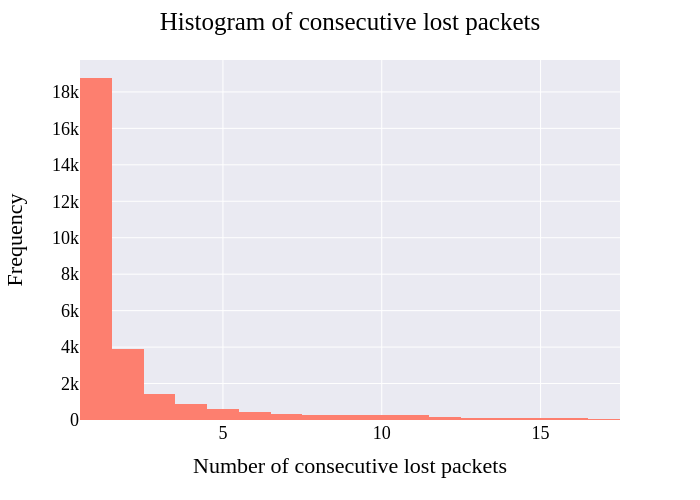 Histogram of consecutive lost packets
18k
16k
14k
12k
10k
8k
6k
4k
2k
0
Frequency
5 10 15
Number of consecutive lost packets